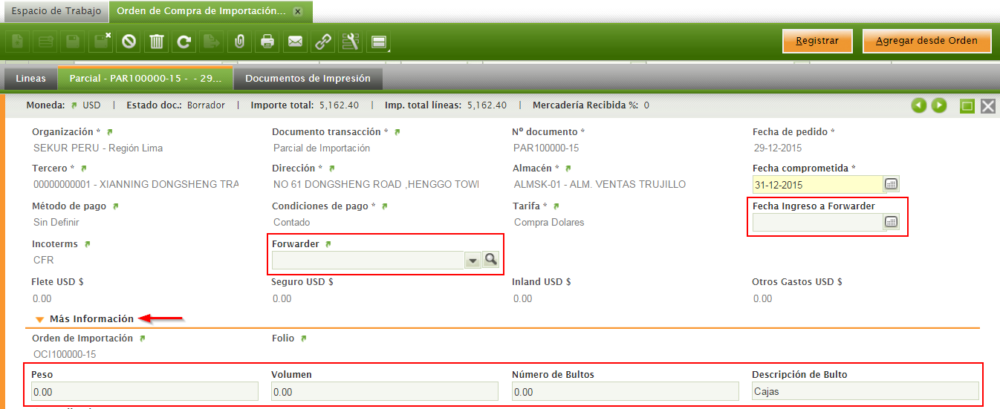 Espacio de Trabajo Orden de Compra de Importación... x
Registrar Agregar desde Orden
Lineas Parcial - PAR100000-15 - - 29... Documentos de Impresión
Moneda: USD | Estado doc.: Borrador | Importe total: 5,162.40 | Imp. total líneas: 5,162.40 | Mercadería Recibida %: 0
Organización * Documento transacción * Nº documento * Fecha de pedido *
SEKUR PERU - Región Lima Parcial de Importación PAR100000-15 29-12-2015
Tercero * Dirección * Almacén * Fecha comprometida *
00000000001 - XIANNING DONGSHENG TRA NO 61 DONGSHENG ROAD ,HENGGO TOWN ALMSK-01 - ALM. VENTAS TRUJILLO 31-12-2015
Método de pago Condiciones de pago * Tarifa * Fecha Ingreso a Forwarder
Sin Definir Contado Compra Dolares
Incoterms Forwarder
CFR
Flete USD $ Seguro USD $ Inland USD $ Otros Gastos USD $
0.00 0.00 0.00 0.00
Más Información
Orden de Importación Folio
OCI100000-15
Peso Volumen Número de Bultos Descripción de Bulto
0.00 0.00 0.00 Cajas